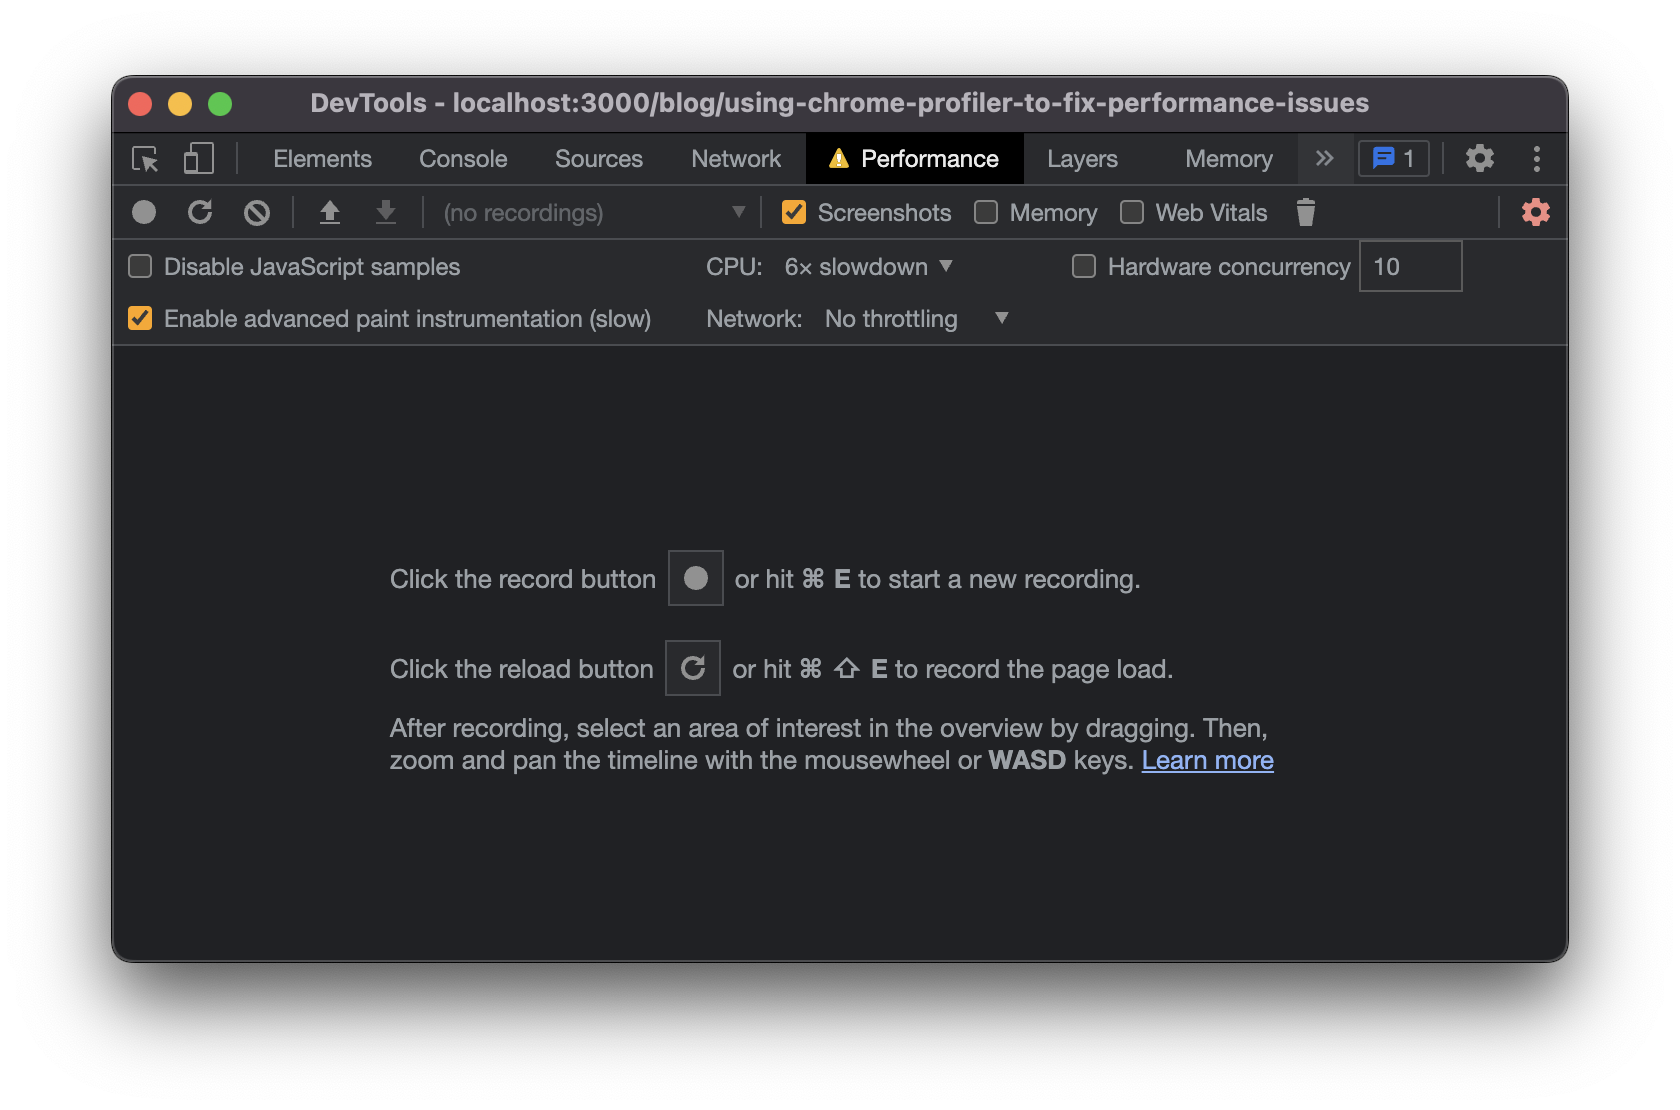 DevTools - localhost:3000/blog/using-chrome-profiler-to-fix-performance-issues
Elements Console Sources Network Performance Layers Memory 1
(no recordings) Screenshots Memory Web Vitals
Disable JavaScript samples CPU: 6× slowdown Hardware concurrency 10
Enable advanced paint instrumentation (slow) Network: No throttling
Click the record button or hit ⌘ E to start a new recording.
Click the reload button or hit ⌘ ⇧ E to record the page load.
After recording, select an area of interest in the overview by dragging. Then,
zoom and pan the timeline with the mousewheel or WASD keys. Learn more